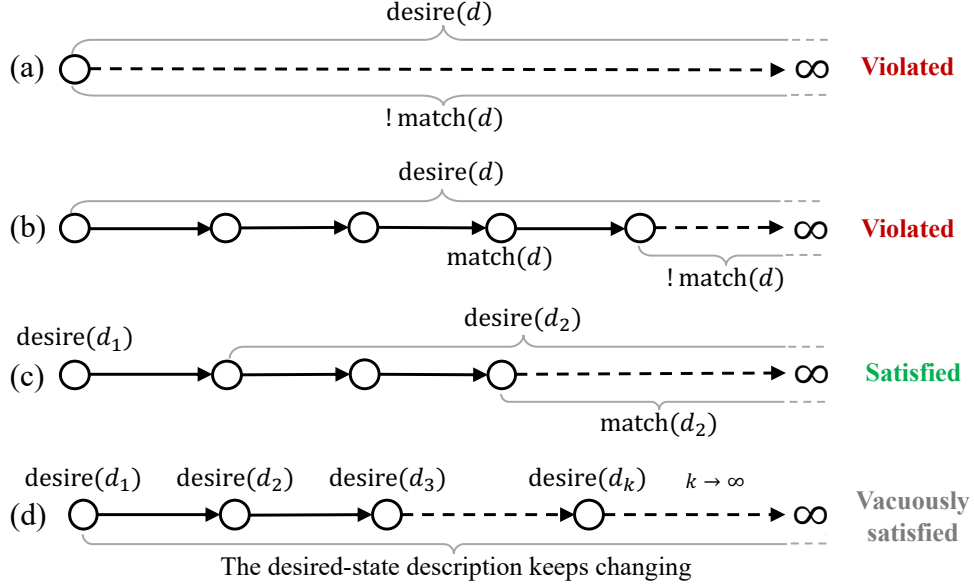 desire(d)
(a) ∞ Violated
! match(d)
desire(d)
(b) ∞ Violated
match(d)
! match(d)
desire(d₂)
desire(d₁)
(c) ∞ Satisfied
match(d₂)
desire(d₁) desire(d₂) desire(d₃) desire(dₖ) k → ∞
(d) ∞ Vacuously
satisfied
The desired-state description keeps changing